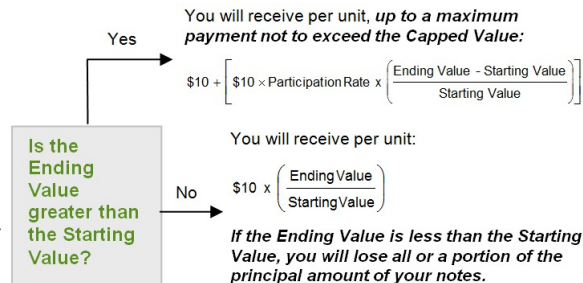 You will receive per unit, up to a maximum
Yes
payment not to exceed the Capped Value:
$10 + [ $10 × Participation Rate x ( Ending Value - Starting Value
Starting Value ) ]
You will receive per unit:
Is the
Ending
Value
greater than
the Starting
Value?
No
$10 x ( Ending Value
Starting Value )
If the Ending Value is less than the Starting
Value, you will lose all or a portion of the
principal amount of your notes.